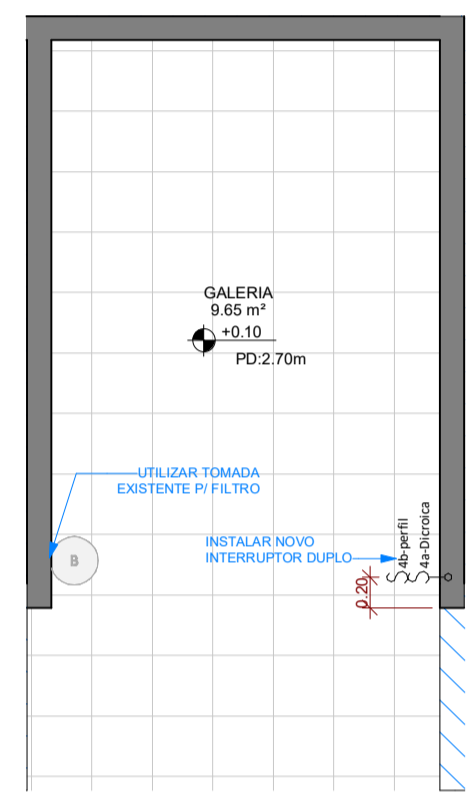 GALERIA
9.65 m²
+0.10
PD:2.70m
UTILIZAR TOMADA
EXISTENTE P/ FILTRO
B
INSTALAR NOVO
INTERRUPTOR DUPLO
4b-perfil
4a-Dicroica
0.20